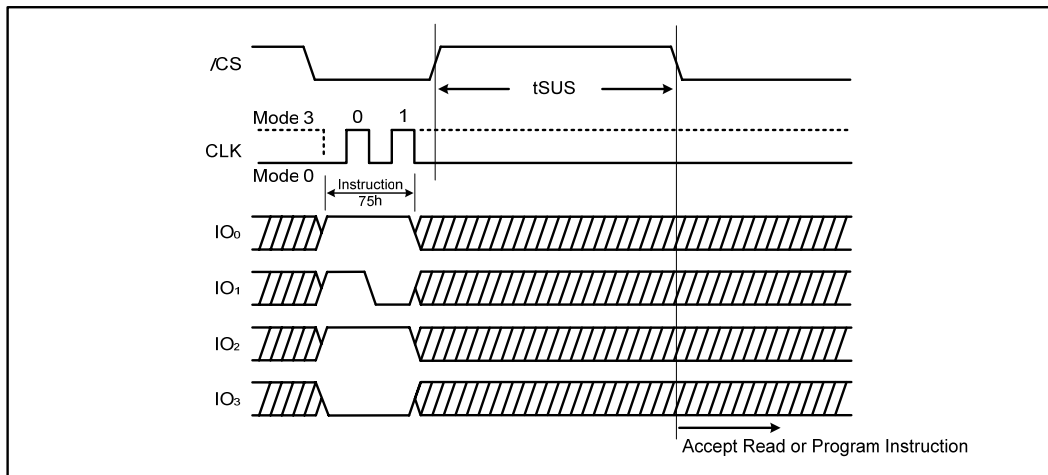 /CS
tSUS
Mode 3
0
1
CLK
Mode 0
Instruction
75h
IO₀
IO₁
IO₂
IO₃
Accept Read or Program Instruction